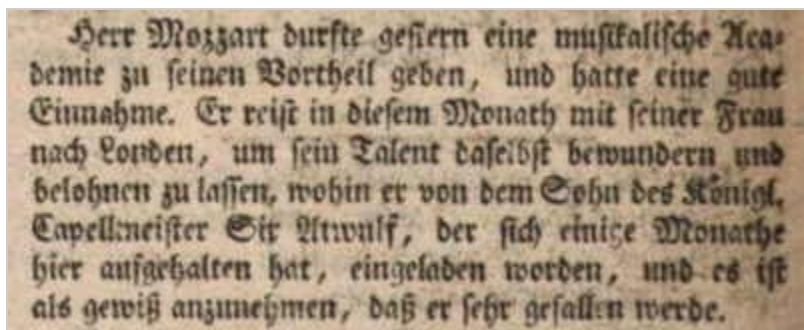 Herr Mozzart durfte gestern eine musikalische Aca-
demie zu seinen Vortheil geben, und hatte eine gute
Einnahme. Er reist in diesem Monath mit seiner Frau
nach Londen, um sein Talent daselbst bewundern und
belohnen zu lassen, wohin er von dem Sohn des Königl.
Capellmeister Sir Atwulf, der sich einige Monathe
hier aufgehalten hat, eingeladen worden, und es ist
als gewiß anzunehmen, daß er sehr gefallen werde.